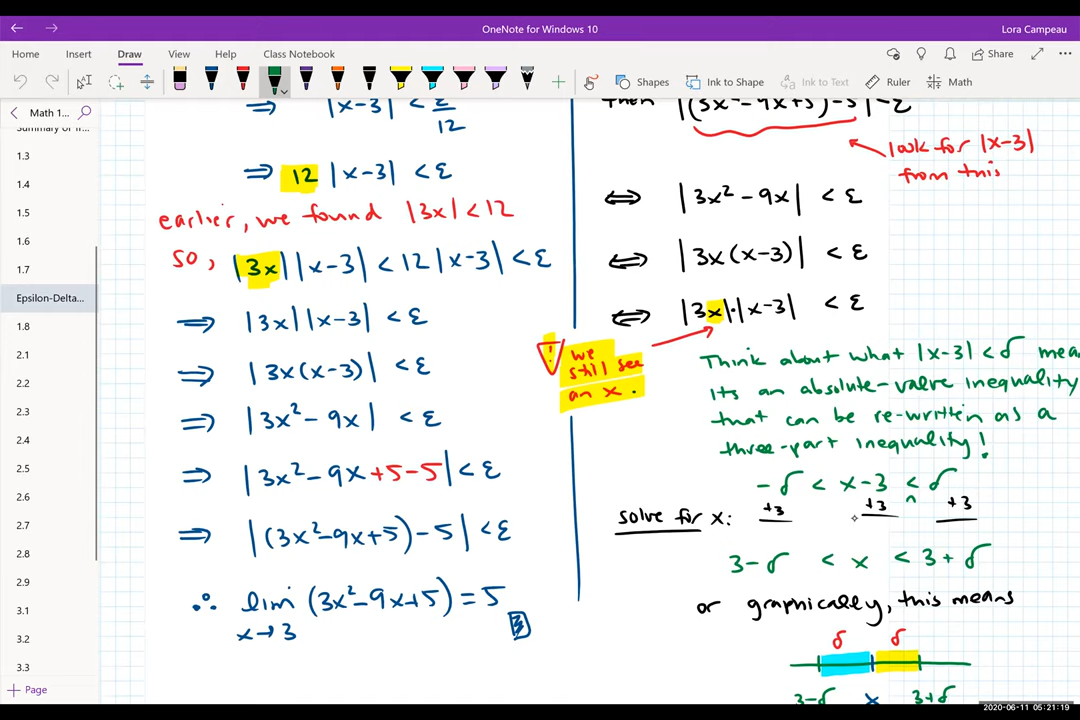 OneNote for Windows 10
Lora Campeau
Home Insert Draw View Help Class Notebook
Share
Shapes Ink to Shape Ink to Text Ruler Math
Math 1...
1.3
1.4
1.5
1.6
1.7
Epsilon-Delta...
1.8
2.1
2.2
2.3
2.4
2.5
2.6
2.7
2.8
2.9
3.1
3.2
3.3
+ Page
⇒ |x-3| < ε/12
⇒ 12 |x-3| < ε
earlier, we found |3x| < 12
so, |3x||x-3| < 12|x-3| < ε
⇒ |3x||x-3| < ε
⇒ |3x(x-3)| < ε
⇒ |3x²-9x| < ε
⇒ |3x²-9x+5-5| < ε
⇒ |(3x²-9x+5)-5| < ε
∴ lim (3x²-9x+5) = 5
x→3
then |(3x²-9x+5)-5| < ε
look for |x-3|
from this
⇔ |3x²-9x| < ε
⇔ |3x(x-3)| < ε
⇔ |3x|·|x-3| < ε
! we
still see
an x.
Think about what |x-3| < δ mea
its an absolute-value inequality
that can be re-written as a
three-part inequality!
-δ < x-3 < δ
solve for x: +3 +3 +3
3-δ < x < 3+δ
or graphically, this means
δ δ
3-δ x 3+δ
2020-06-11 05:21:19